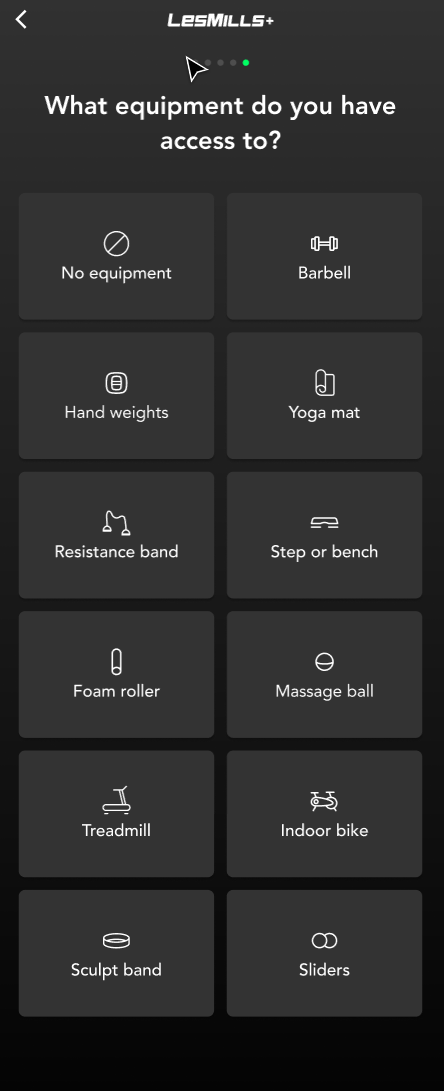 LesMills+
What equipment do you have
access to?
No equipment
Barbell
Hand weights
Yoga mat
Resistance band
Step or bench
Foam roller
Massage ball
Treadmill
Indoor bike
Sculpt band
Sliders